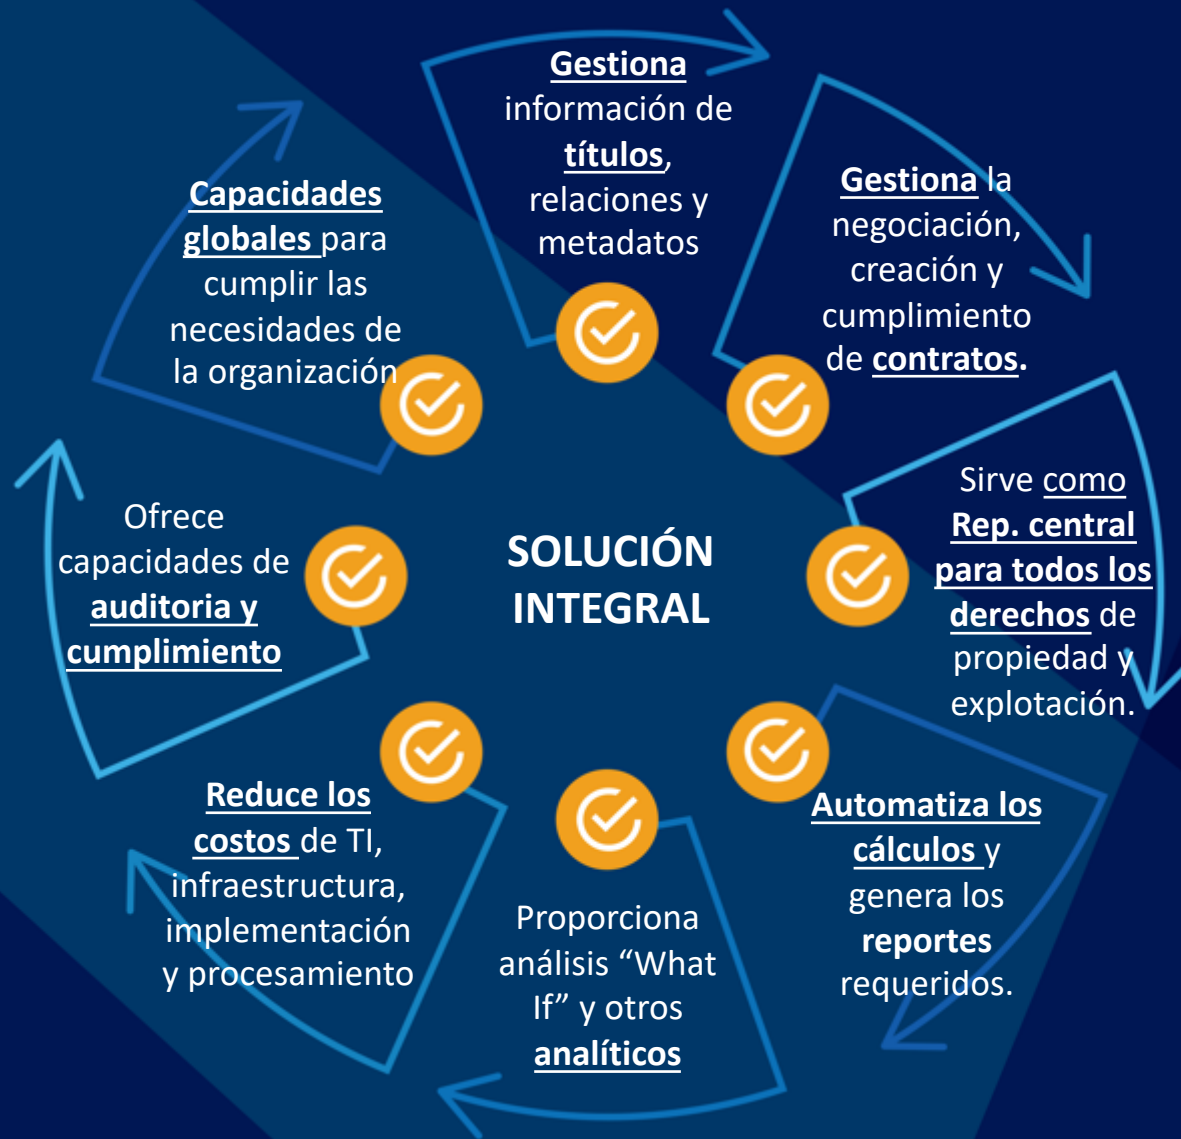 Gestiona
información de
títulos,
relaciones y
metadatos
Gestiona la
negociación,
creación y
cumplimiento
de contratos.
Sirve como
Rep. central
para todos los
derechos de
propiedad y
explotación.
Automatiza los
cálculos y
genera los
reportes
requeridos.
Proporciona
análisis “What
If” y otros
analíticos
Reduce los
costos de TI,
infraestructura,
implementación
y procesamiento
Ofrece
capacidades de
auditoria y
cumplimiento
Capacidades
globales para
cumplir las
necesidades de
la organización
SOLUCIÓN
INTEGRAL